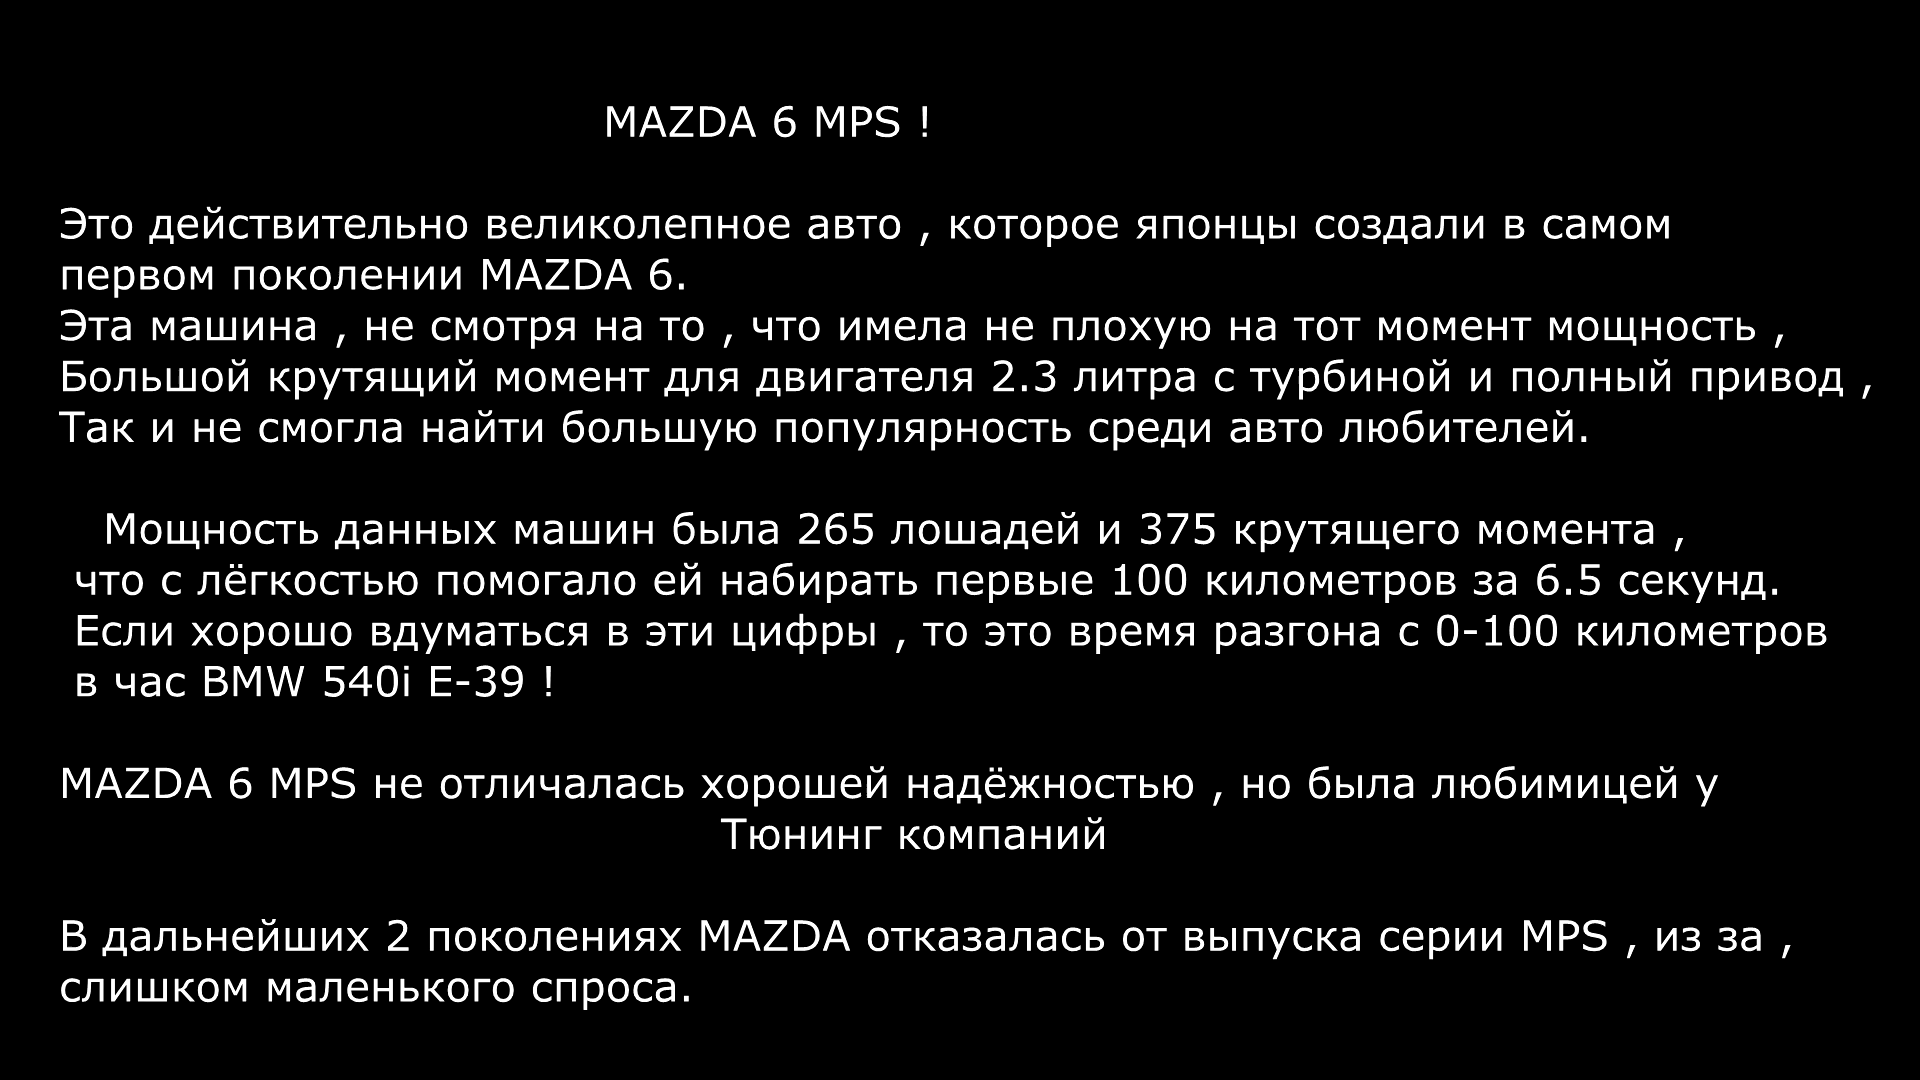 MAZDA 6 MPS !
Это действительно великолепное авто , которое японцы создали в самом
первом поколении MAZDA 6.
Эта машина , не смотря на то , что имела не плохую на тот момент мощность ,
Большой крутящий момент для двигателя 2.3 литра с турбиной и полный привод ,
Так и не смогла найти большую популярность среди авто любителей.
Мощность данных машин была 265 лошадей и 375 крутящего момента ,
что с лёгкостью помогало ей набирать первые 100 километров за 6.5 секунд.
Если хорошо вдуматься в эти цифры , то это время разгона с 0-100 километров
в час BMW 540i E-39 !
MAZDA 6 MPS не отличалась хорошей надёжностью , но была любимицей у
Тюнинг компаний
В дальнейших 2 поколениях MAZDA отказалась от выпуска серии MPS , из за ,
слишком маленького спроса.